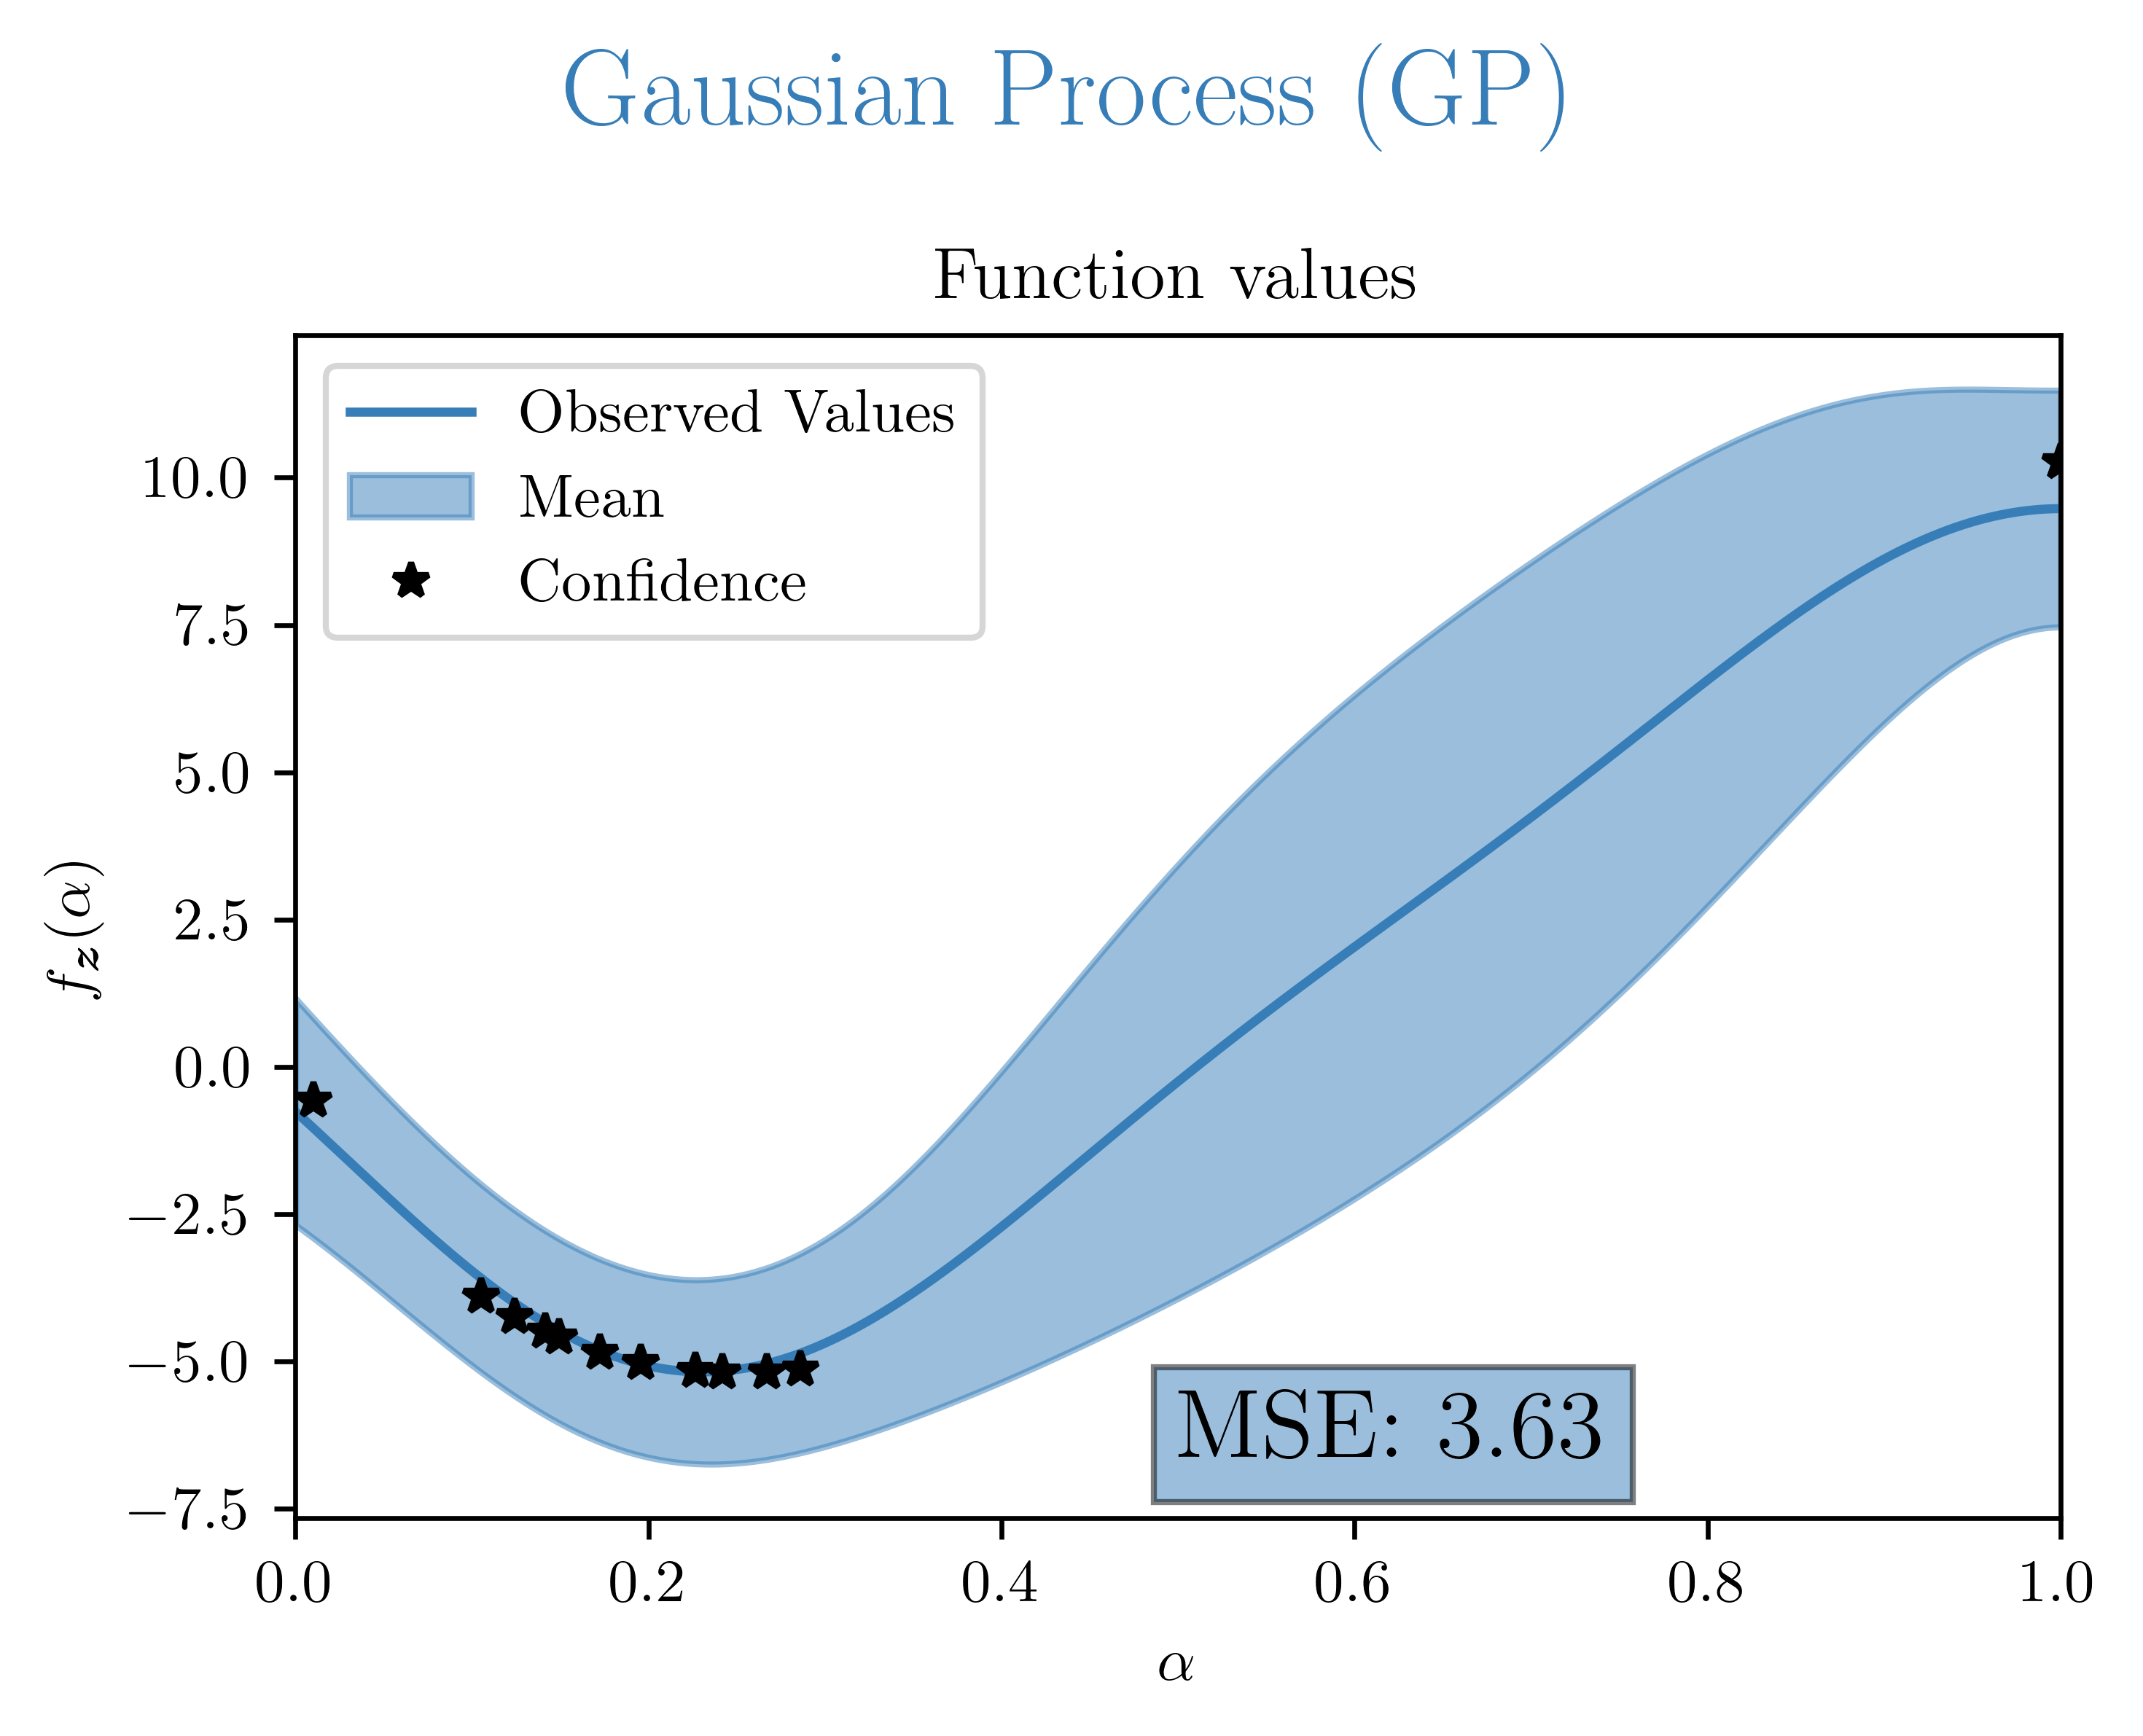 Gaussian Process (GP)
Function values
Observed Values
Mean
Confidence
10.0
7.5
5.0
2.5
0.0
−2.5
−5.0
−7.5
f_z(α)
MSE: 3.63
0.0 0.2 0.4 0.6 0.8 1.0
α